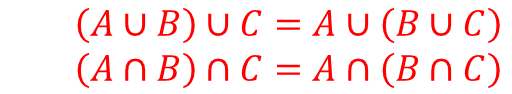 (A ∪ B) ∪ C = A ∪ (B ∪ C)
(A ∩ B) ∩ C = A ∩ (B ∩ C)